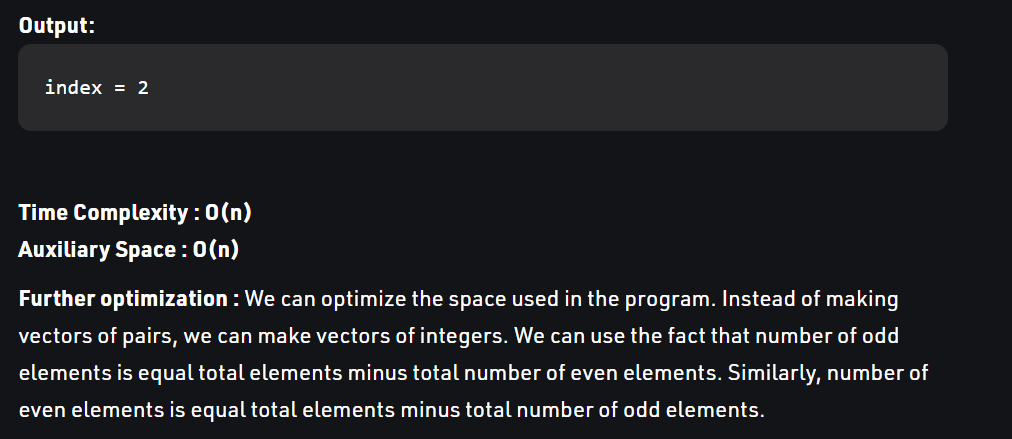 Output:
index = 2
Time Complexity : O(n)
Auxiliary Space : O(n)
Further optimization : We can optimize the space used in the program. Instead of making
vectors of pairs, we can make vectors of integers. We can use the fact that number of odd
elements is equal total elements minus total number of even elements. Similarly, number of
even elements is equal total elements minus total number of odd elements.